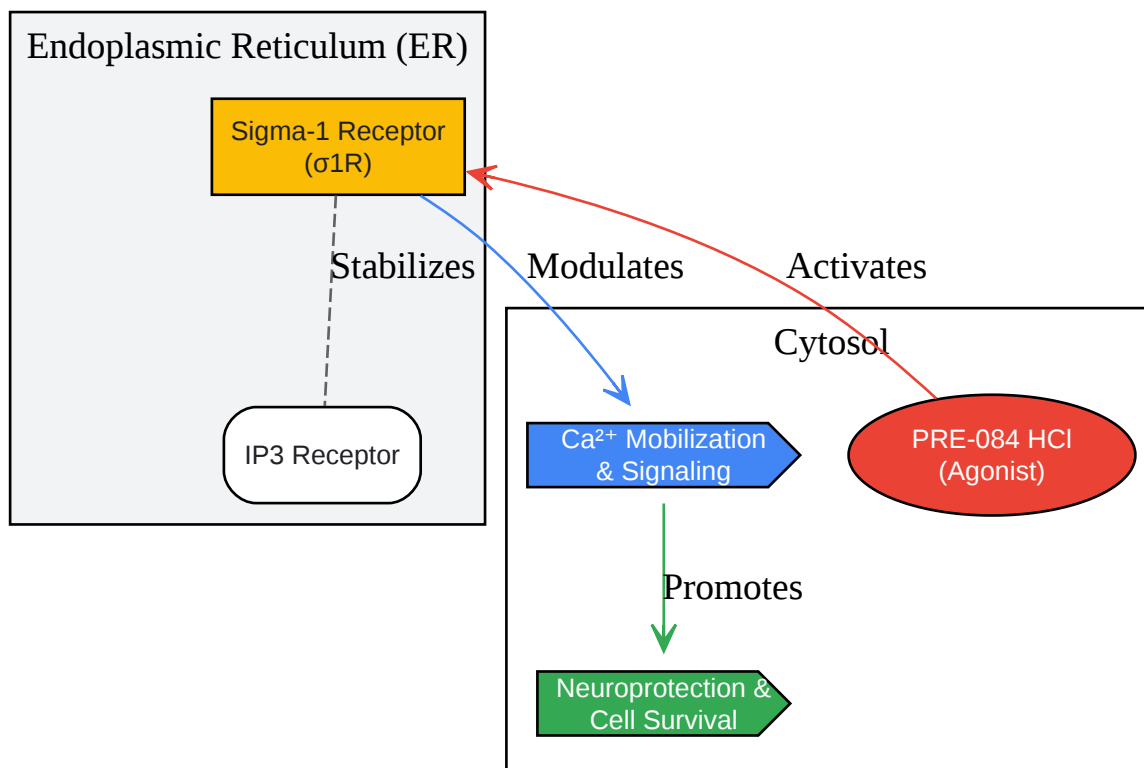 Endoplasmic Reticulum (ER)
Sigma-1 Receptor
(σ1R)
Stabilizes
Modulates
Activates
Cytosol
IP3 Receptor
Ca²⁺ Mobilization
& Signaling
PRE-084 HCl
(Agonist)
Promotes
Neuroprotection &
Cell Survival